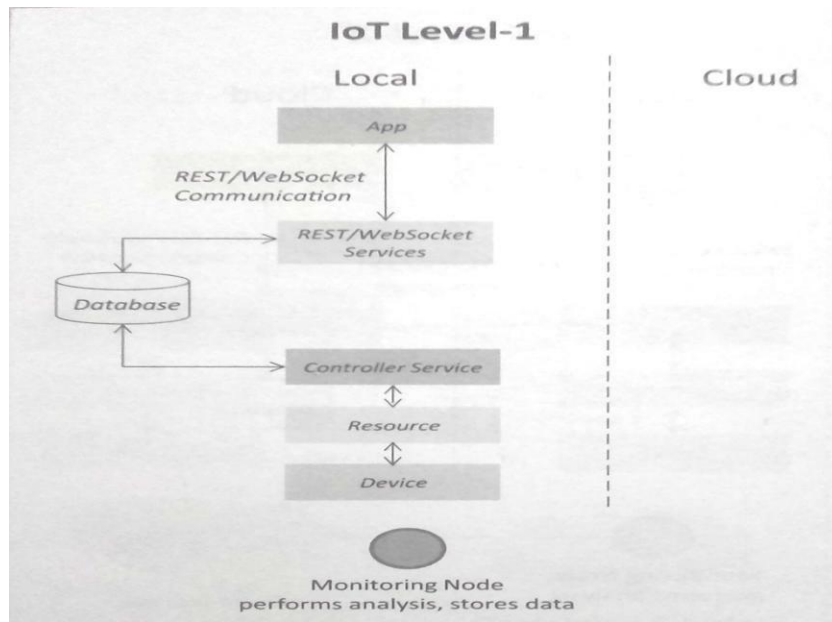 IoT Level-1
Local
Cloud
App
REST/WebSocket
Communication
REST/WebSocket
Services
Database
Controller Service
Resource
Device
Monitoring Node
performs analysis, stores data